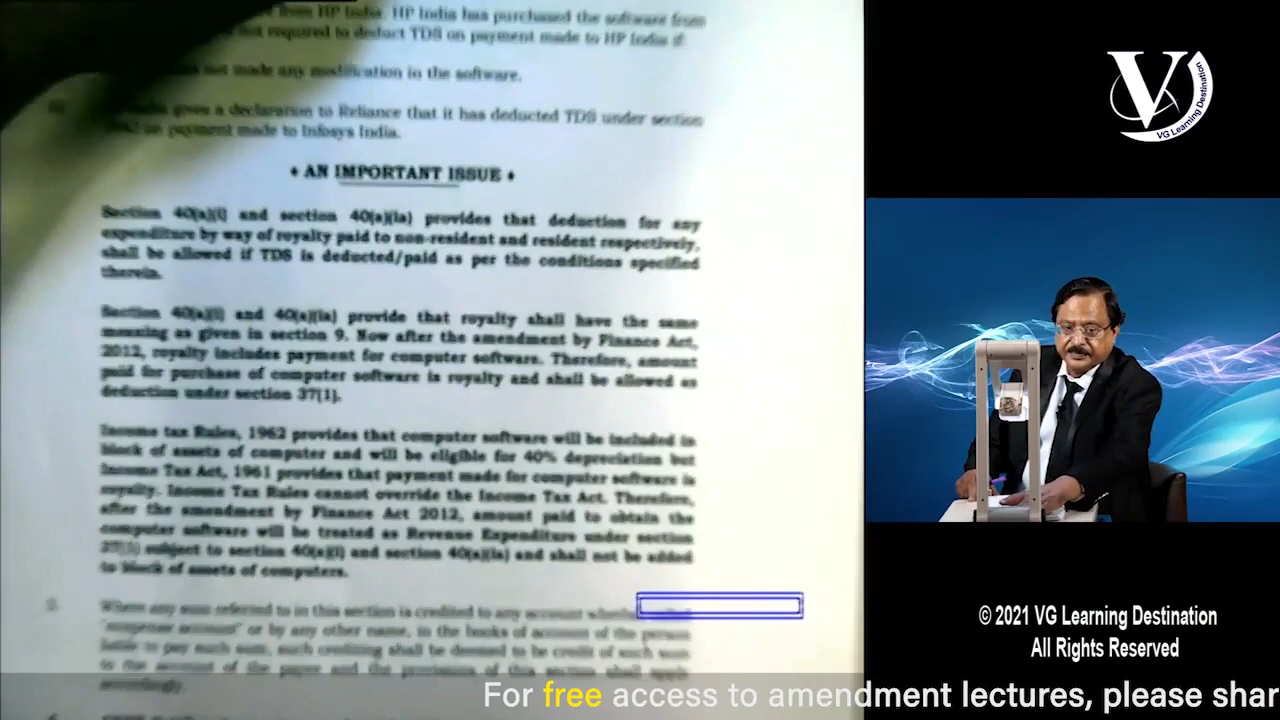 from HP India. HP India has purchased the software from
not required to deduct TDS on payment made to HP India if:
not made any modification in the software.
gives a declaration to Reliance that it has deducted TDS under section
on payment made to Infosys India.
♦ AN IMPORTANT ISSUE ♦
Section 40(a)(i) and section 40(a)(ia) provides that deduction for any
expenditure by way of royalty paid to non-resident and resident respectively,
shall be allowed if TDS is deducted/paid as per the conditions specified
therein.
Section 40(a)(i) and 40(a)(ia) provide that royalty shall have the same
meaning as given in section 9. Now after the amendment by Finance Act,
2012, royalty includes payment for computer software. Therefore, amount
paid for purchase of computer software is royalty and shall be allowed as
deduction under section 37(1).
Income tax Rules, 1962 provides that computer software will be included in
block of assets of computer and will be eligible for 40% depreciation but
Income Tax Act, 1961 provides that payment made for computer software is
royalty. Income Tax Rules cannot override the Income Tax Act. Therefore,
after the amendment by Finance Act 2012, amount paid to obtain the
computer software will be treated as Revenue Expenditure under section
37(1) subject to section 40(a)(i) and section 40(a)(ia) and shall not be added
to block of assets of computers.
Where any sum referred to in this section is credited to any account
"suspense account" or by any other name, in the books of account of the person
liable to pay such sum, such crediting shall be deemed to be credit of such sum
to the account of the payee and the provisions of this section shall apply
accordingly.
VG
VG Learning Destination
© 2021 VG Learning Destination
All Rights Reserved
For free access to amendment lectures, please shar